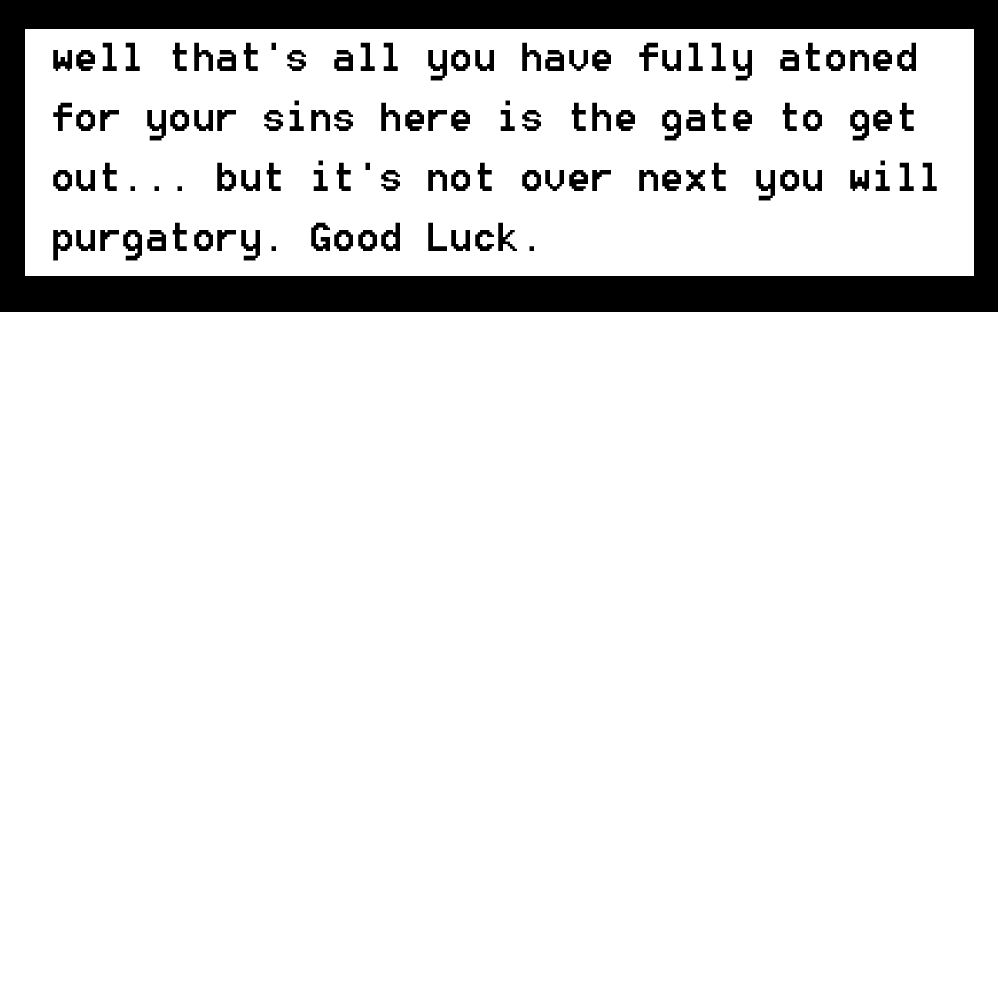 well that's all you have fully atoned
for your sins here is the gate to get
out... but it's not over next you will
purgatory. Good Luck.